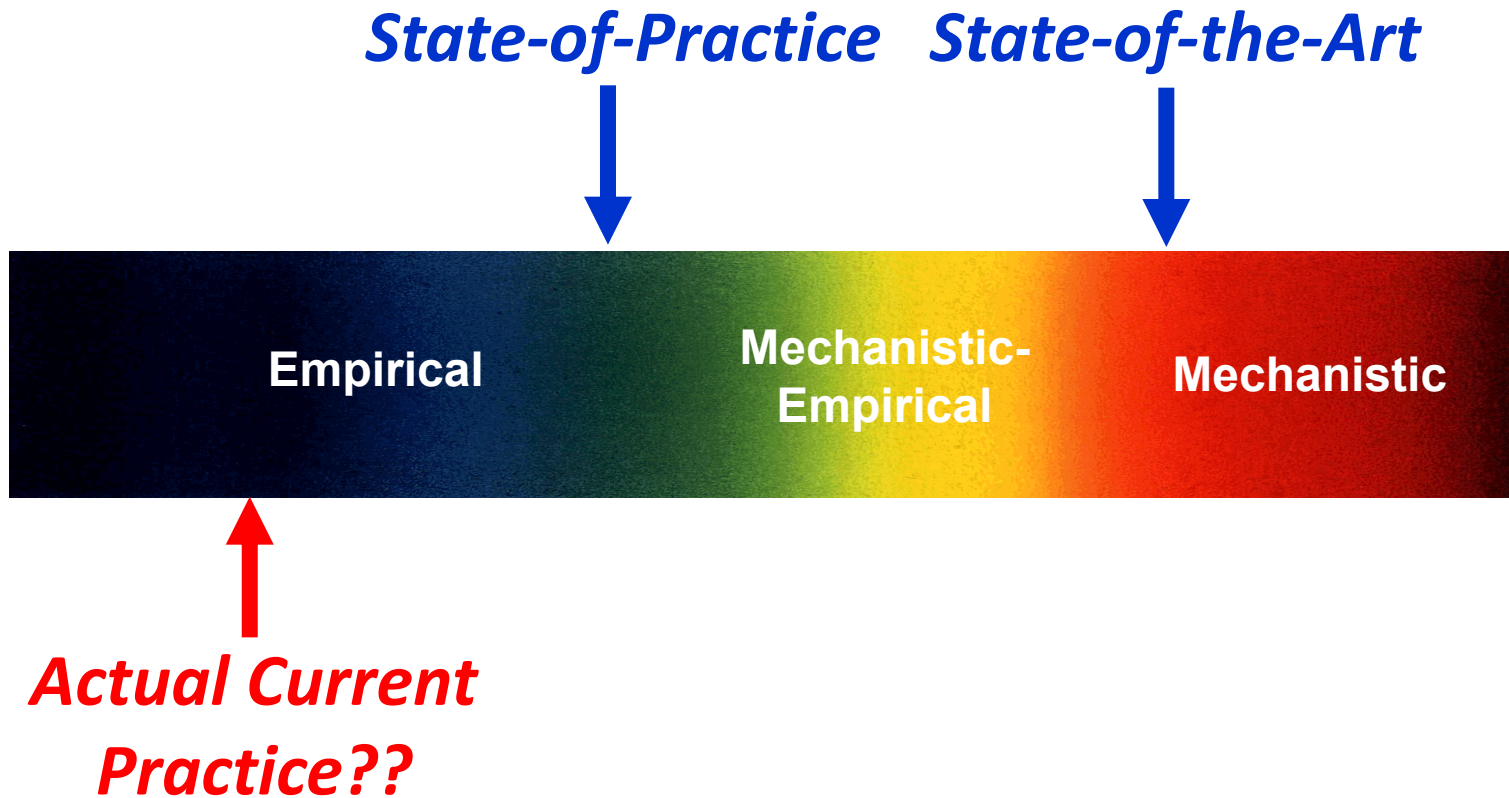 State-of-Practice State-of-the-Art
Empirical
Mechanistic-
Empirical
Mechanistic
Actual Current
Practice??